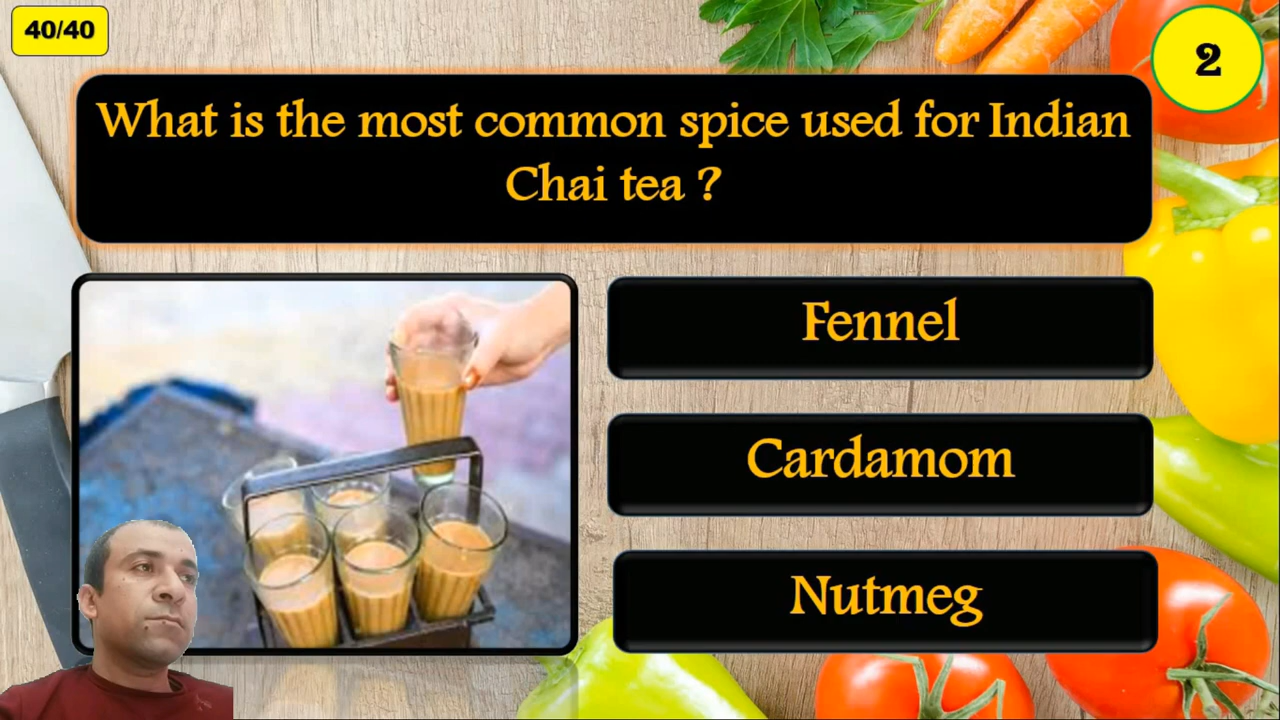 40/40
2
What is the most common spice used for Indian
Chai tea ?
Fennel
Cardamom
Nutmeg